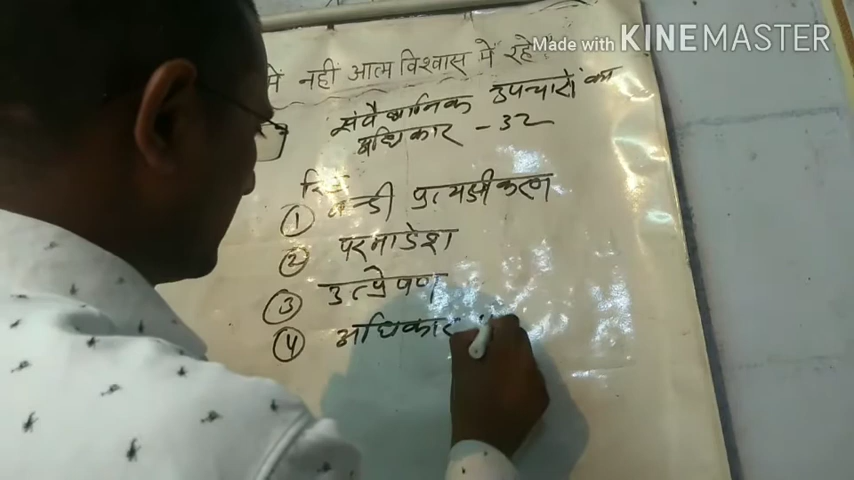 Made with KINEMASTER
में नहीं आत्म विश्वास में रहे
संवैधानिक उपचारों का
अधिकार - 32
रिट
① बन्दी प्रत्यक्षीकरण
② परमादेश
③ उत्प्रेषण
④ अधिकार